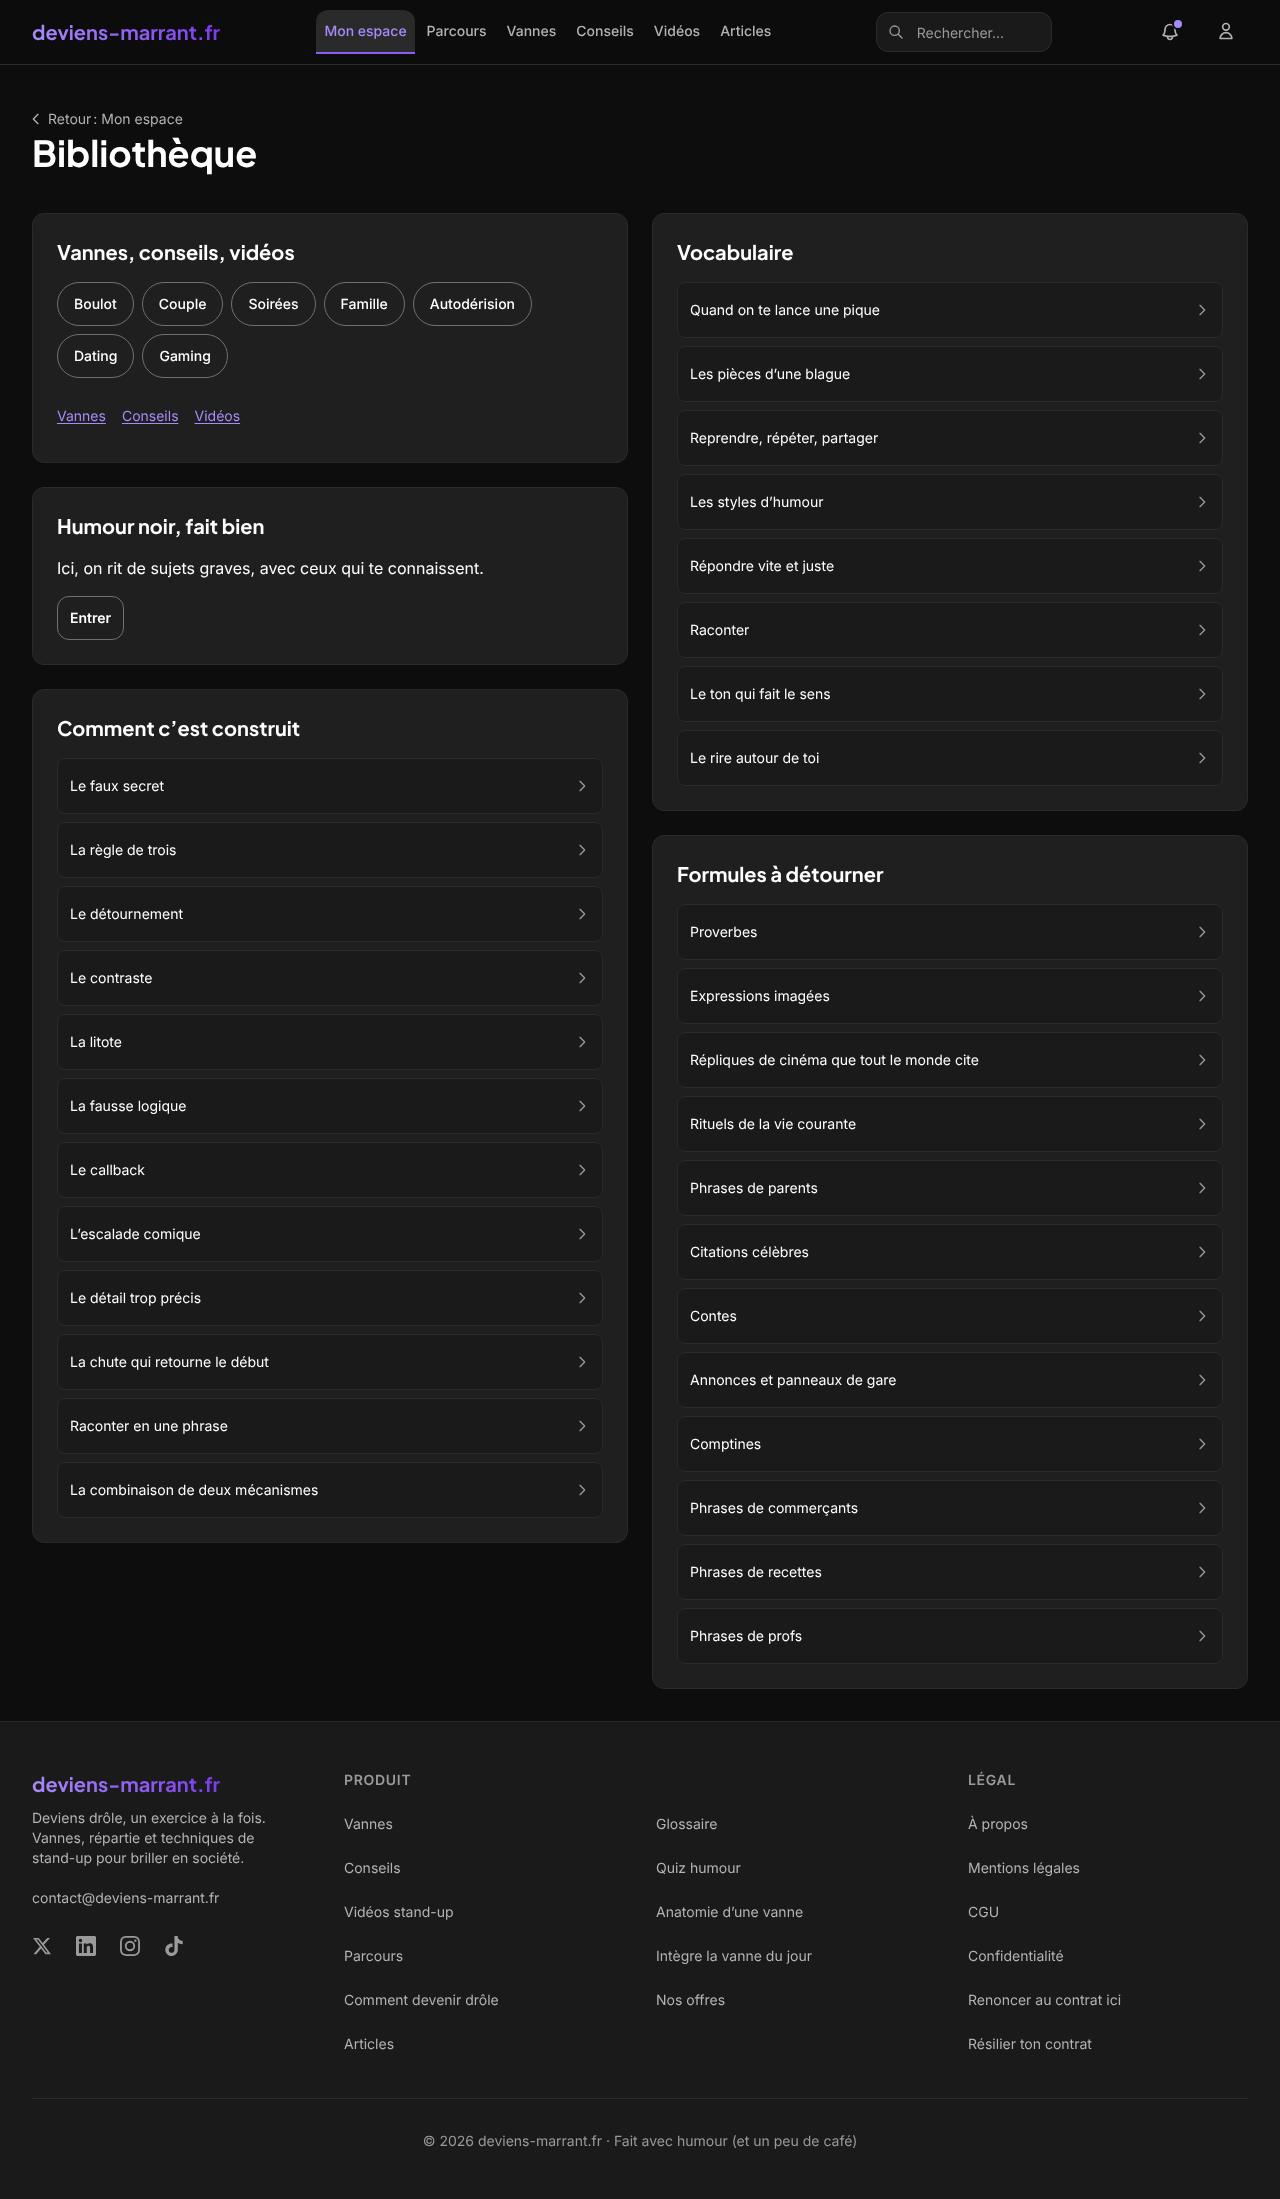 deviens-marrant.fr
Mon espace
Parcours
Vannes
Conseils
Vidéos
Articles
Rechercher...
Retour : Mon espace
Bibliothèque
Vannes, conseils, vidéos
Boulot
Couple
Soirées
Famille
Autodérision
Dating
Gaming
Vannes
Conseils
Vidéos
Humour noir, fait bien
Ici, on rit de sujets graves, avec ceux qui te connaissent.
Entrer
Comment c’est construit
Le faux secret
La règle de trois
Le détournement
Le contraste
La litote
La fausse logique
Le callback
L’escalade comique
Le détail trop précis
La chute qui retourne le début
Raconter en une phrase
La combinaison de deux mécanismes
Vocabulaire
Quand on te lance une pique
Les pièces d’une blague
Reprendre, répéter, partager
Les styles d’humour
Répondre vite et juste
Raconter
Le ton qui fait le sens
Le rire autour de toi
Formules à détourner
Proverbes
Expressions imagées
Répliques de cinéma que tout le monde cite
Rituels de la vie courante
Phrases de parents
Citations célèbres
Contes
Annonces et panneaux de gare
Comptines
Phrases de commerçants
Phrases de recettes
Phrases de profs
deviens-marrant.fr
Deviens drôle, un exercice à la fois.
Vannes, répartie et techniques de
stand-up pour briller en société.
contact@deviens-marrant.fr
PRODUIT
Vannes
Conseils
Vidéos stand-up
Parcours
Comment devenir drôle
Articles
Glossaire
Quiz humour
Anatomie d’une vanne
Intègre la vanne du jour
Nos offres
LÉGAL
À propos
Mentions légales
CGU
Confidentialité
Renoncer au contrat ici
Résilier ton contrat
© 2026 deviens-marrant.fr · Fait avec humour (et un peu de café)